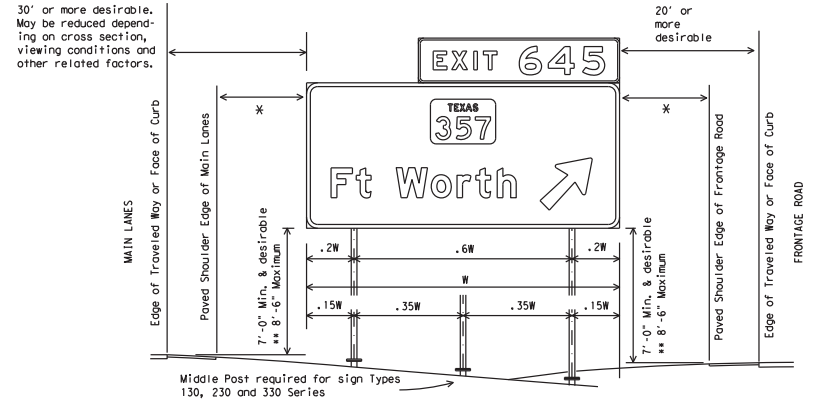 30' or more desirable.
May be reduced depend-
ing on cross section,
viewing conditions and
other related factors.
20' or
more
desirable
EXIT 645
*
*
TEXAS
357
Ft Worth
MAIN LANES
Edge of Traveled Way or Face of Curb
Paved Shoulder Edge of Main Lanes
7'-0" Min. & desirable
** 8'-6" Maximum
.2W
.6W
.2W
W
.15W
.35W
.35W
.15W
7'-0" Min. & desirable
** 8'-6" Maximum
Paved Shoulder Edge of Frontage Road
Edge of Traveled Way or Face of Curb
FRONTAGE ROAD
Middle Post required for sign Types
130, 230 and 330 Series